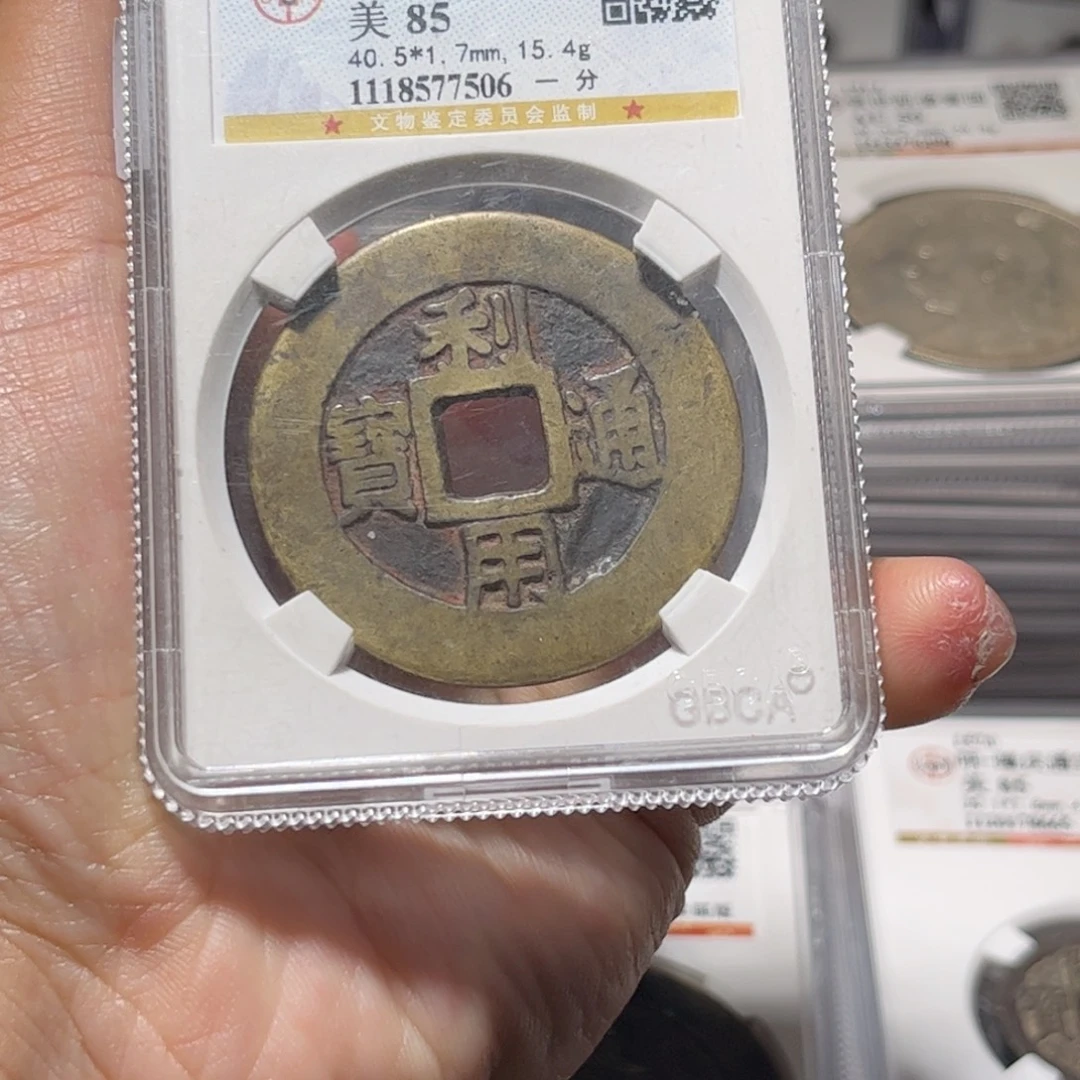 美 85
40.5*1.7mm,15.4g
1118577506 一分
★ 文物鉴定委员会监制 ★
利
寳 通
用
GBCA